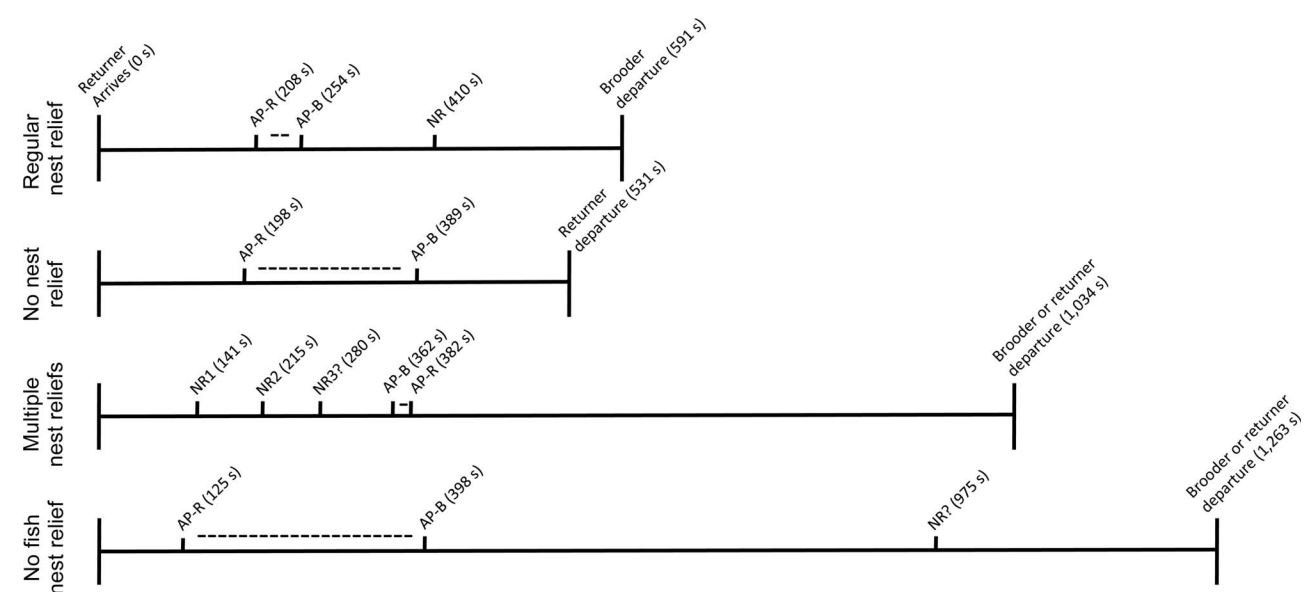 Returner
Arrives (0 s)
AP-R (208 s)
AP-B (254 s)
NR (410 s)
Brooder
departure (591 s)
Regular
nest relief
AP-R (198 s)
AP-B (389 s)
Returner
departure (531 s)
No nest
relief
NR1 (141 s)
NR2 (215 s)
NR3? (280 s)
AP-B (362 s)
AP-R (382 s)
Brooder or returner
departure (1,034 s)
Multiple
nest reliefs
AP-R (125 s)
AP-B (398 s)
NR? (975 s)
Brooder or returner
departure (1,263 s)
No fish
nest relief